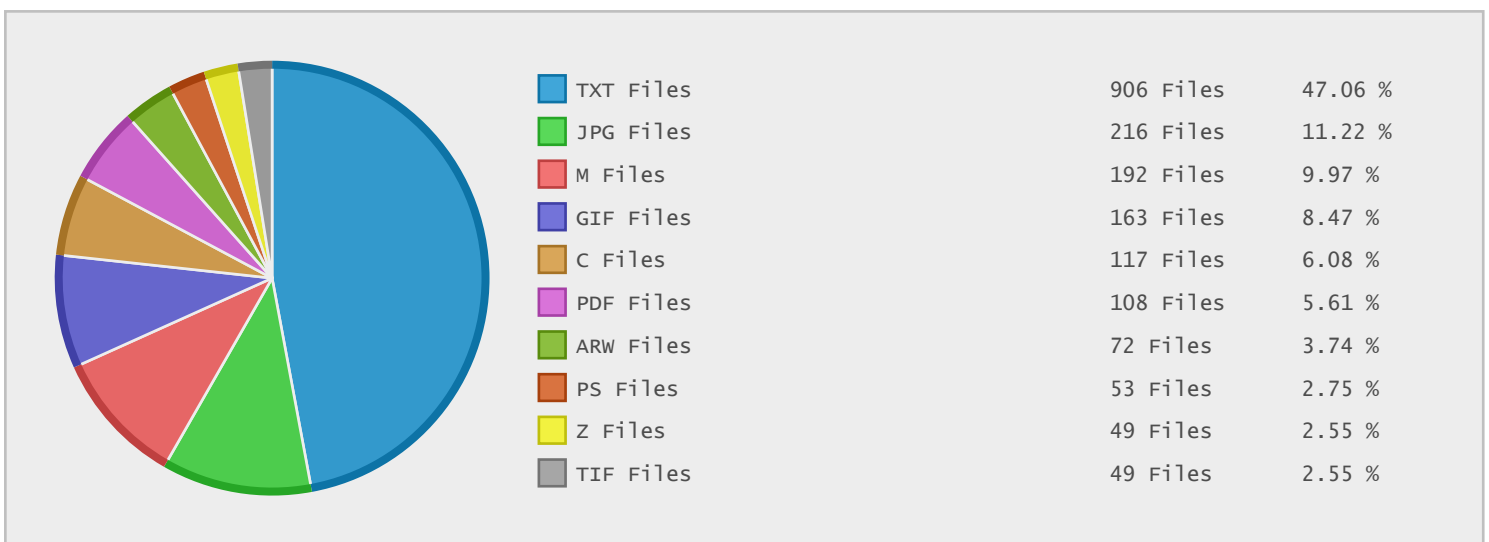 TXT Files 906 Files 47.06 %
JPG Files 216 Files 11.22 %
M Files 192 Files 9.97 %
GIF Files 163 Files 8.47 %
C Files 117 Files 6.08 %
PDF Files 108 Files 5.61 %
ARW Files 72 Files 3.74 %
PS Files 53 Files 2.75 %
Z Files 49 Files 2.55 %
TIF Files 49 Files 2.55 %